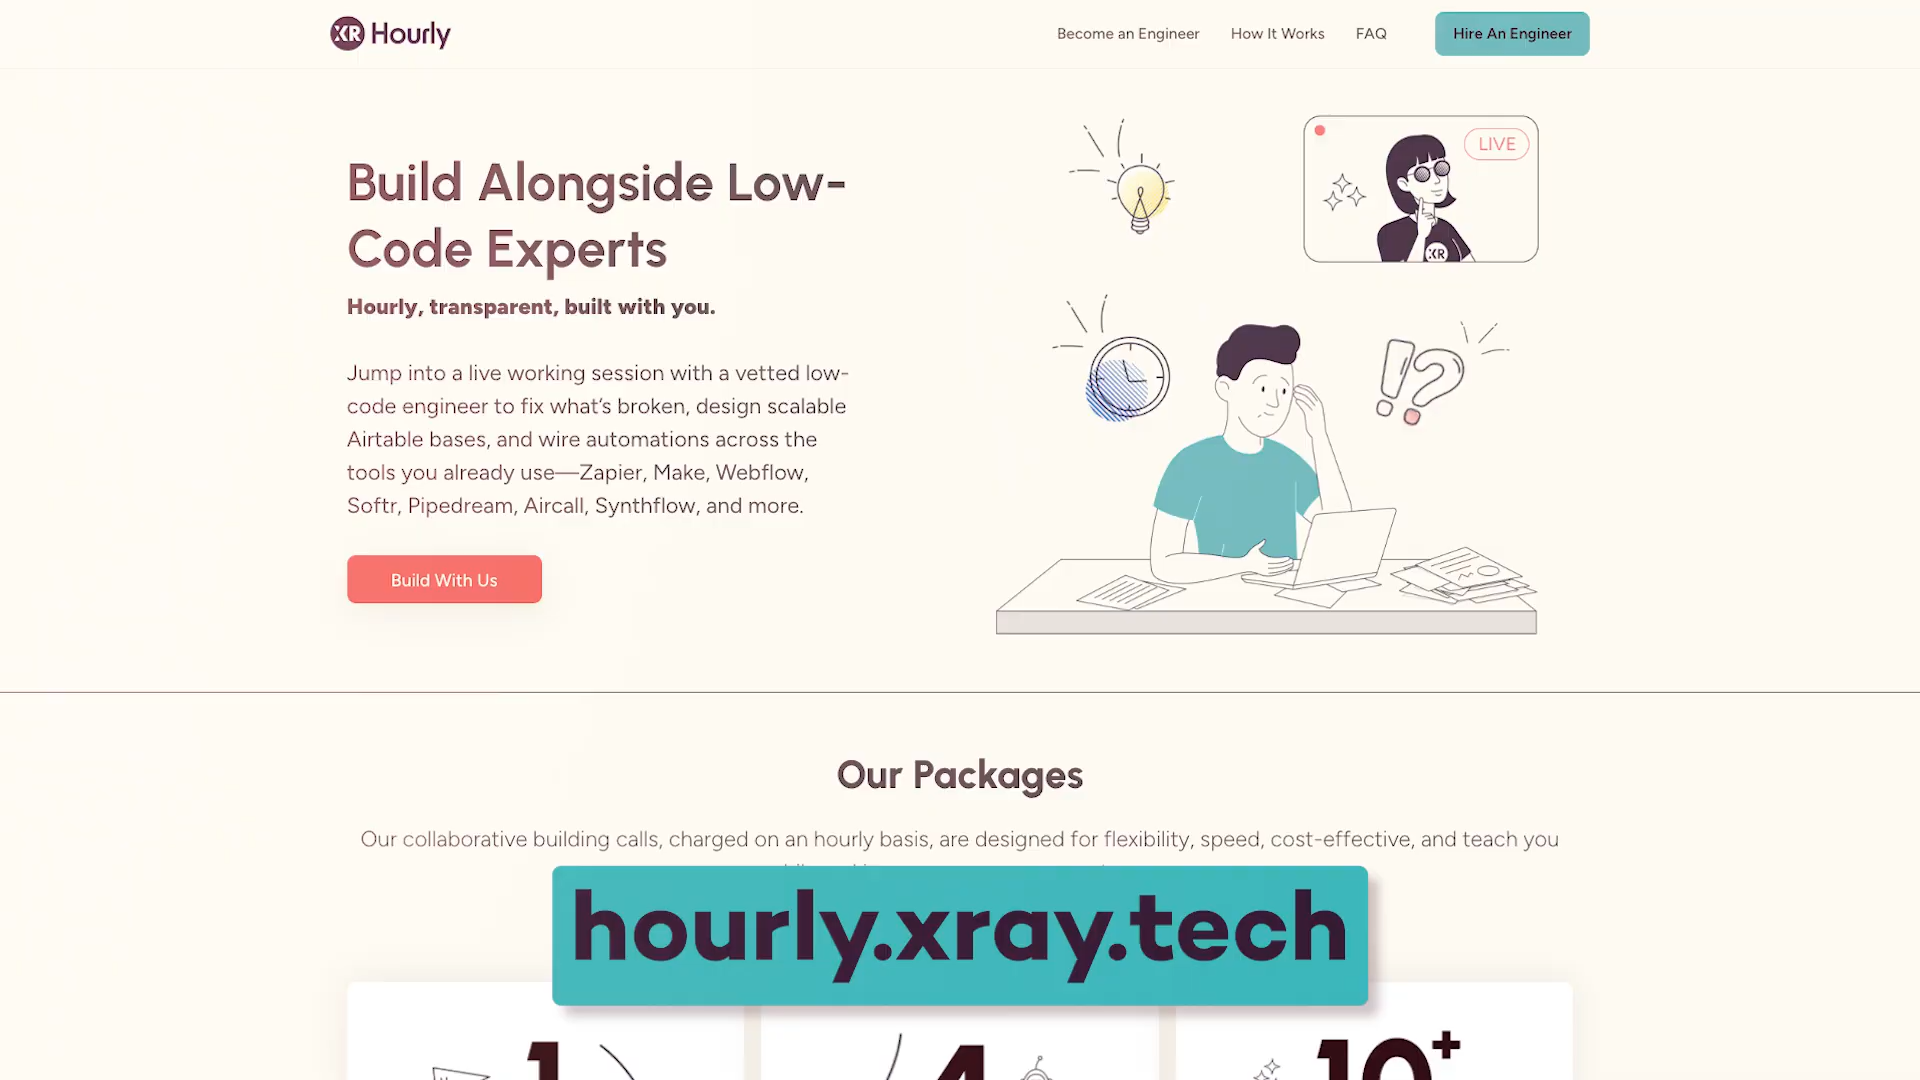 XR Hourly
Become an Engineer
How It Works
FAQ
Hire An Engineer
LIVE
XR
Build Alongside Low-
Code Experts
Hourly, transparent, built with you.
Jump into a live working session with a vetted low-
code engineer to fix what’s broken, design scalable
Airtable bases, and wire automations across the
tools you already use—Zapier, Make, Webflow,
Softr, Pipedream, Aircall, Synthflow, and more.
Build With Us
Our Packages
Our collaborative building calls, charged on an hourly basis, are designed for flexibility, speed, cost-effective, and teach you
hourly.xray.tech
1
4
10+